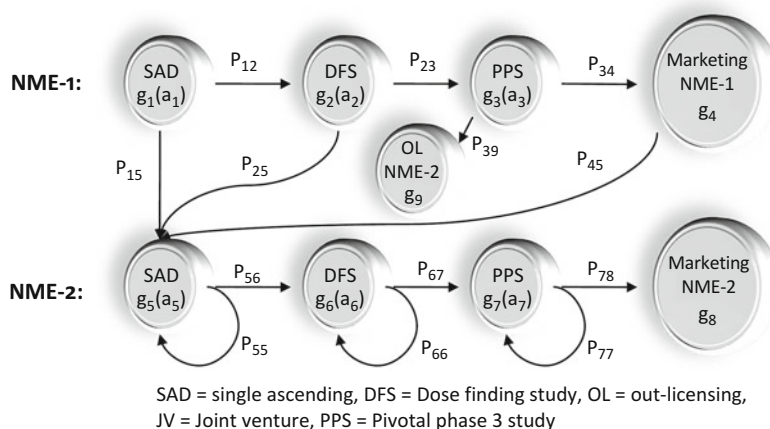 NME-1:
SAD
g₁(a₁)
P₁₂
DFS
g₂(a₂)
P₂₃
PPS
g₃(a₃)
P₃₄
Marketing
NME-1
g₄
P₁₅
P₂₅
OL
NME-2
g₉
P₃₉
P₄₅
NME-2:
SAD
g₅(a₅)
P₅₆
P₅₅
DFS
g₆(a₆)
P₆₇
P₆₆
PPS
g₇(a₇)
P₇₈
P₇₇
Marketing
NME-2
g₈
SAD = single ascending, DFS = Dose finding study, OL = out-licensing,
JV = Joint venture, PPS = Pivotal phase 3 study